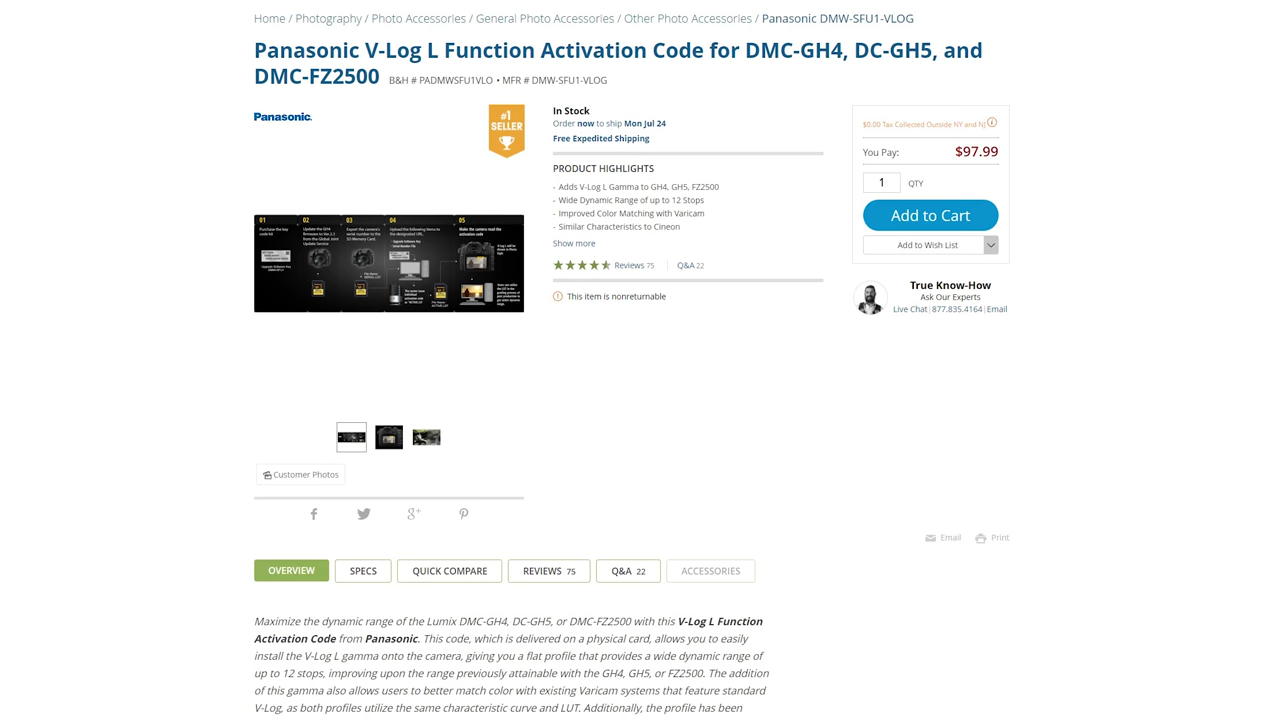 Home / Photography / Photo Accessories / General Photo Accessories / Other Photo Accessories / Panasonic DMW-SFU1-VLOG
Panasonic V-Log L Function Activation Code for DMC-GH4, DC-GH5, and
DMC-FZ2500 B&H # PADMWSFU1VLO • MFR # DMW-SFU1-VLOG
Panasonic
#1
SELLER
01 02 03 04 05
In Stock
Order now to ship Mon Jul 24
Free Expedited Shipping
PRODUCT HIGHLIGHTS
- Adds V-Log L Gamma to GH4, GH5, FZ2500
- Wide Dynamic Range of up to 12 Stops
- Improved Color Matching with Varicam
- Similar Characteristics to Cineon
Show more
Reviews 75 Q&A 22
This item is nonreturnable
$0.00 Tax Collected Outside NY and NJ
You Pay: $97.99
1 QTY
Add to Cart
Add to Wish List
True Know-How
Ask Our Experts
Live Chat | 877.835.4164 | Email
Customer Photos
Email Print
OVERVIEW SPECS QUICK COMPARE REVIEWS 75 Q&A 22 ACCESSORIES
Maximize the dynamic range of the Lumix DMC-GH4, DC-GH5, or DMC-FZ2500 with this V-Log L Function
Activation Code from Panasonic. This code, which is delivered on a physical card, allows you to easily
install the V-Log L gamma onto the camera, giving you a flat profile that provides a wide dynamic range of
up to 12 stops, improving upon the range previously attainable with the GH4, GH5, or FZ2500. The addition
of this gamma also allows users to better match color with existing Varicam systems that feature standard
V-Log, as both profiles utilize the same characteristic curve and LUT. Additionally, the profile has been